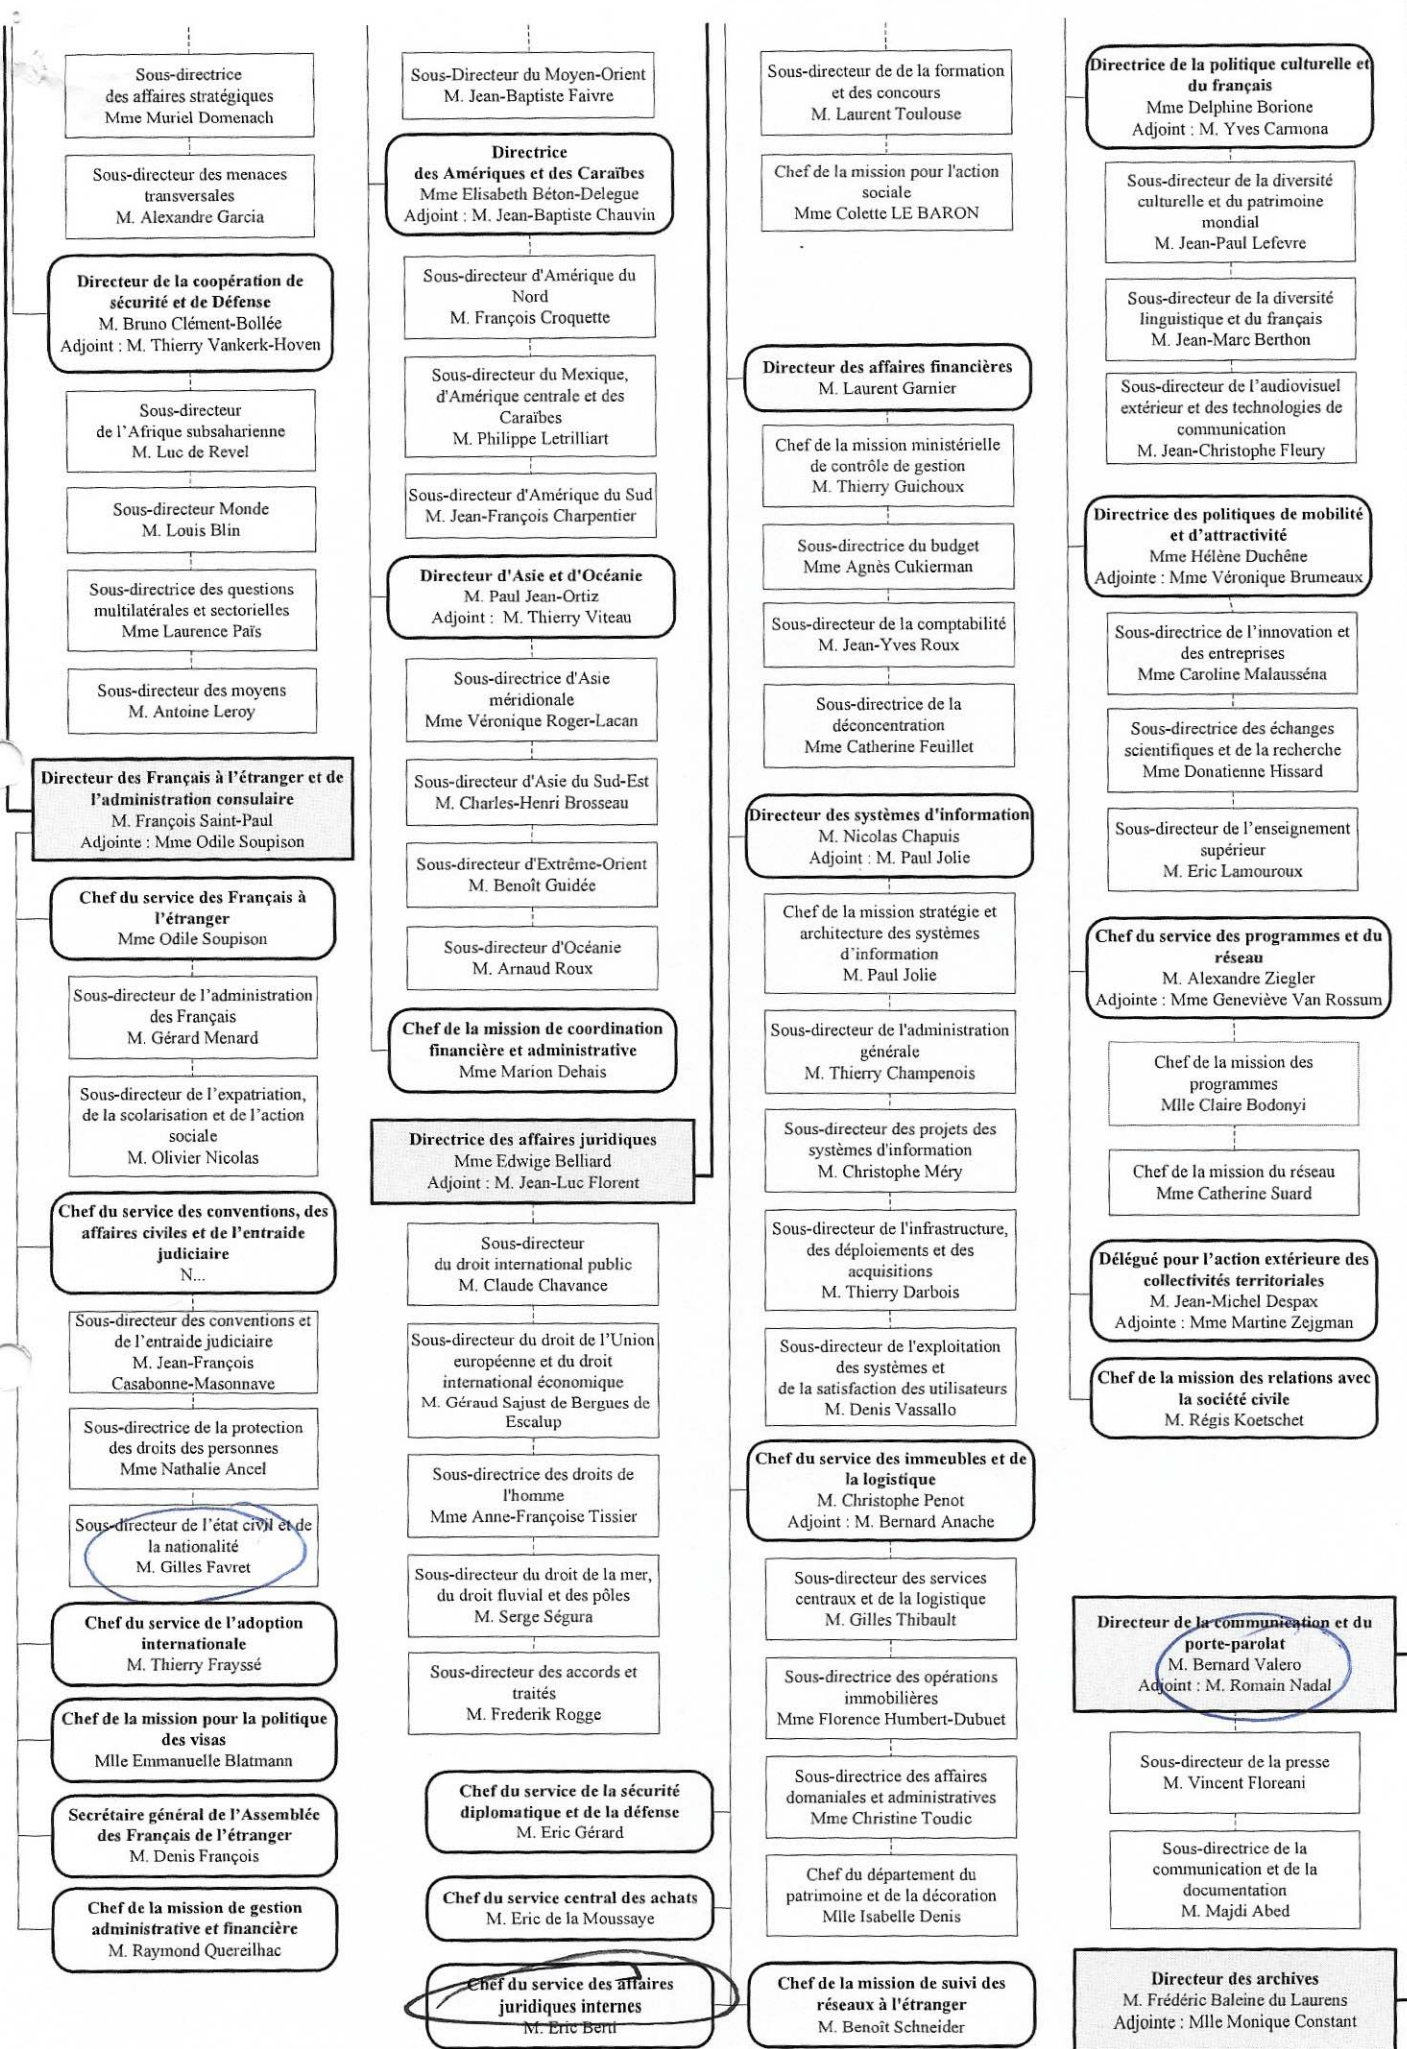 Sous-directrice
des affaires stratégiques
Mme Muriel Domenach
Sous-directeur des menaces
transversales
M. Alexandre Garcia
Directeur de la coopération de
sécurité et de Défense
M. Bruno Clément-Bollée
Adjoint : M. Thierry Vankerk-Hoven
Sous-directeur
de l'Afrique subsaharienne
M. Luc de Revel
Sous-directeur Monde
M. Louis Blin
Sous-directrice des questions
multilatérales et sectorielles
Mme Laurence Païs
Sous-directeur des moyens
M. Antoine Leroy
Directeur des Français à l'étranger et de
l'administration consulaire
M. François Saint-Paul
Adjointe : Mme Odile Soupison
Chef du service des Français à
l'étranger
Mme Odile Soupison
Sous-directeur de l'administration
des Français
M. Gérard Menard
Sous-directeur de l'expatriation,
de la scolarisation et de l'action
sociale
M. Olivier Nicolas
Chef du service des conventions, des
affaires civiles et de l'entraide
judiciaire
N...
Sous-directeur des conventions et
de l'entraide judiciaire
M. Jean-François
Casabonne-Masonnave
Sous-directrice de la protection
des droits des personnes
Mme Nathalie Ancel
Sous-directeur de l'état civil et de
la nationalité
M. Gilles Favret
Chef du service de l'adoption
internationale
M. Thierry Frayssé
Chef de la mission pour la politique
des visas
Mlle Emmanuelle Blatmann
Secrétaire général de l'Assemblée
des Français de l'étranger
M. Denis François
Chef de la mission de gestion
administrative et financière
M. Raymond Quereilhac
Sous-Directeur du Moyen-Orient
M. Jean-Baptiste Faivre
Directrice
des Amériques et des Caraïbes
Mme Elisabeth Béton-Delegue
Adjoint : M. Jean-Baptiste Chauvin
Sous-directeur d'Amérique du
Nord
M. François Croquette
Sous-directeur du Mexique,
d'Amérique centrale et des
Caraïbes
M. Philippe Letrilliart
Sous-directeur d'Amérique du Sud
M. Jean-François Charpentier
Directeur d'Asie et d'Océanie
M. Paul Jean-Ortiz
Adjoint : M. Thierry Viteau
Sous-directrice d'Asie
méridionale
Mme Véronique Roger-Lacan
Sous-directeur d'Asie du Sud-Est
M. Charles-Henri Brosseau
Sous-directeur d'Extrême-Orient
M. Benoît Guidée
Sous-directeur d'Océanie
M. Arnaud Roux
Chef de la mission de coordination
financière et administrative
Mme Marion Dehais
Directrice des affaires juridiques
Mme Edwige Belliard
Adjoint : M. Jean-Luc Florent
Sous-directeur
du droit international public
M. Claude Chavance
Sous-directeur du droit de l'Union
européenne et du droit
international économique
M. Géraud Sajust de Bergues de
Escalup
Sous-directrice des droits de
l'homme
Mme Anne-Françoise Tissier
Sous-directeur du droit de la mer,
du droit fluvial et des pôles
M. Serge Ségura
Sous-directeur des accords et
traités
M. Frederik Rogge
Chef du service de la sécurité
diplomatique et de la défense
M. Eric Gérard
Chef du service central des achats
M. Eric de la Moussaye
Chef du service des affaires
juridiques internes
M. Eric Berti
Sous-directeur de de la formation
et des concours
M. Laurent Toulouse
Chef de la mission pour l'action
sociale
Mme Colette LE BARON
Directeur des affaires financières
M. Laurent Garnier
Chef de la mission ministérielle
de contrôle de gestion
M. Thierry Guichoux
Sous-directrice du budget
Mme Agnès Cukierman
Sous-directeur de la comptabilité
M. Jean-Yves Roux
Sous-directrice de la
déconcentration
Mme Catherine Feuillet
Directeur des systèmes d'information
M. Nicolas Chapuis
Adjoint : M. Paul Jolie
Chef de la mission stratégie et
architecture des systèmes
d'information
M. Paul Jolie
Sous-directeur de l'administration
générale
M. Thierry Champenois
Sous-directeur des projets des
systèmes d'information
M. Christophe Méry
Sous-directeur de l'infrastructure,
des déploiements et des
acquisitions
M. Thierry Darbois
Sous-directeur de l'exploitation
des systèmes et
de la satisfaction des utilisateurs
M. Denis Vassallo
Chef du service des immeubles et de
la logistique
M. Christophe Penot
Adjoint : M. Bernard Anache
Sous-directeur des services
centraux et de la logistique
M. Gilles Thibault
Sous-directrice des opérations
immobilières
Mme Florence Humbert-Dubuet
Sous-directrice des affaires
domaniales et administratives
Mme Christine Toudic
Chef du département du
patrimoine et de la décoration
Mlle Isabelle Denis
Chef de la mission de suivi des
réseaux à l'étranger
M. Benoît Schneider
Directrice de la politique culturelle et
du français
Mme Delphine Borione
Adjoint : M. Yves Carmona
Sous-directeur de la diversité
culturelle et du patrimoine
mondial
M. Jean-Paul Lefevre
Sous-directeur de la diversité
linguistique et du français
M. Jean-Marc Berthon
Sous-directeur de l'audiovisuel
extérieur et des technologies de
communication
M. Jean-Christophe Fleury
Directrice des politiques de mobilité
et d'attractivité
Mme Hélène Duchêne
Adjointe : Mme Véronique Brumeaux
Sous-directrice de l'innovation et
des entreprises
Mme Caroline Malausséna
Sous-directrice des échanges
scientifiques et de la recherche
Mme Donatienne Hissard
Sous-directeur de l'enseignement
supérieur
M. Eric Lamouroux
Chef du service des programmes et du
réseau
M. Alexandre Ziegler
Adjointe : Mme Geneviève Van Rossum
Chef de la mission des
programmes
Mlle Claire Bodonyi
Chef de la mission du réseau
Mme Catherine Suard
Délégué pour l'action extérieure des
collectivités territoriales
M. Jean-Michel Despax
Adjointe : Mme Martine Zejgman
Chef de la mission des relations avec
la société civile
M. Régis Koetschet
Directeur de la communication et du
porte-parolat
M. Bernard Valero
Adjoint : M. Romain Nadal
Sous-directeur de la presse
M. Vincent Floreani
Sous-directrice de la
communication et de la
documentation
M. Majdi Abed
Directeur des archives
M. Frédéric Baleine du Laurens
Adjointe : Mlle Monique Constant